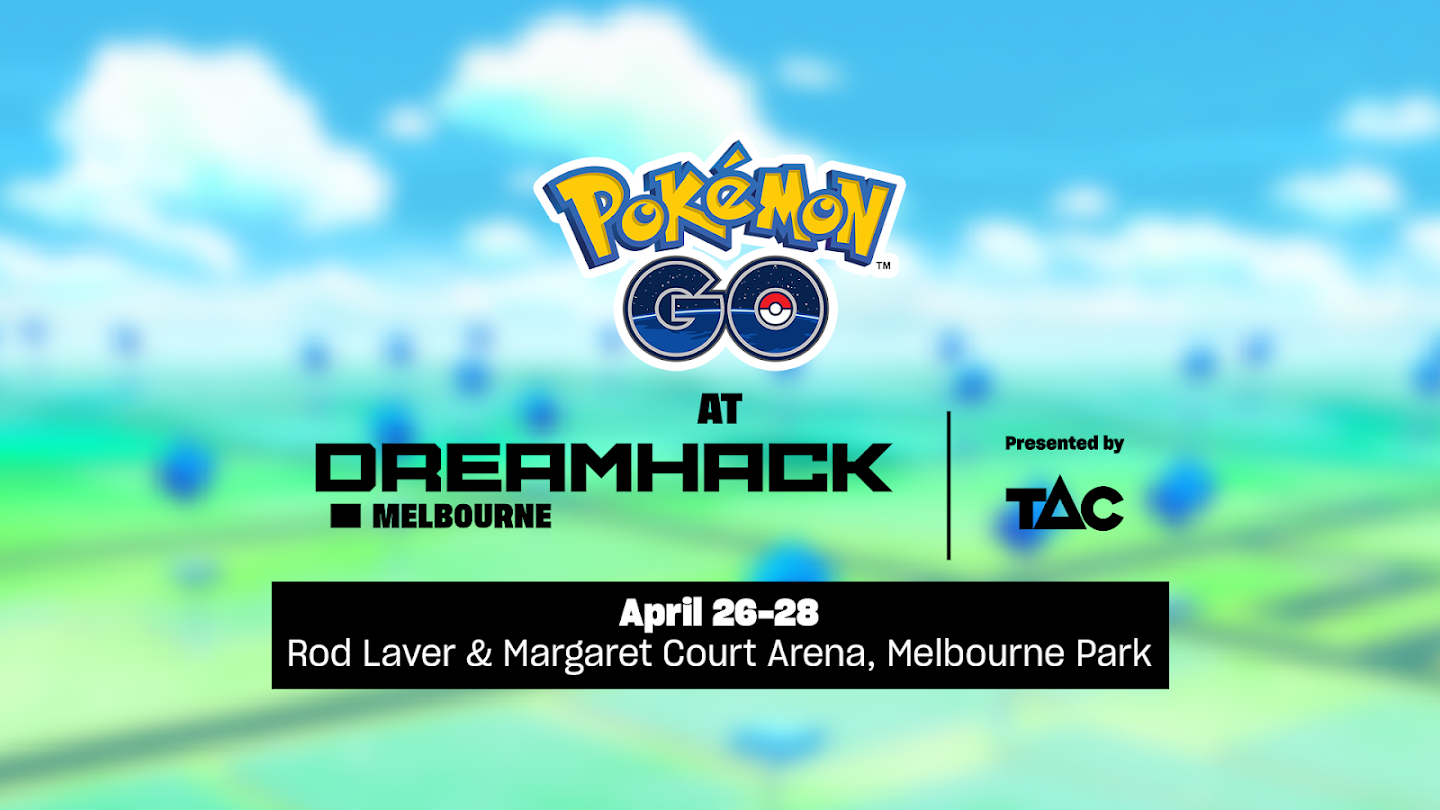 POKéMON
TM
GO
AT
DREAMHACK
MELBOURNE
Presented by
TAC
April 26-28
Rod Laver & Margaret Court Arena, Melbourne Park